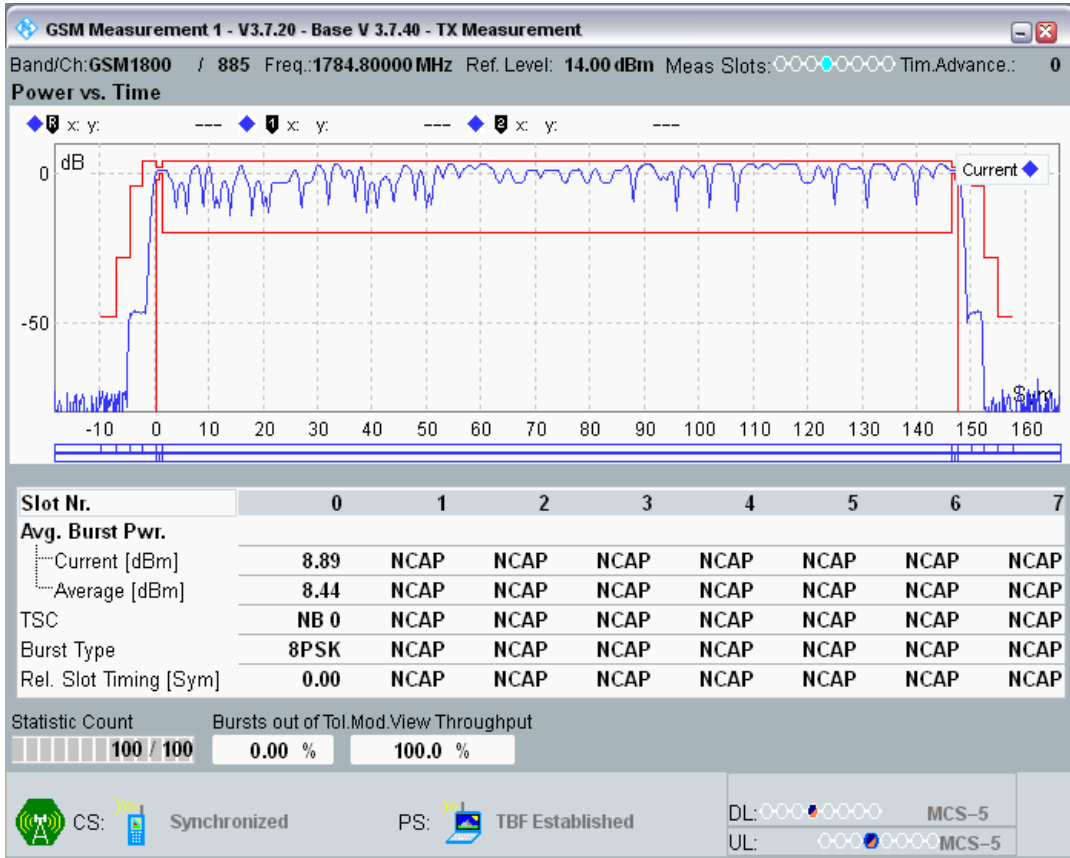 GSM Measurement 1 - V3.7.20 - Base V 3.7.40 - TX Measurement
Band/Ch:GSM1800 / 885 Freq.:1784.80000 MHz Ref. Level: 14.00 dBm Meas Slots: Tim.Advance.: 0
Power vs. Time
R x: y: --- 1 x: y: --- 2 x: y: ---
dB
Current
0
-50
Sym
-10 0 10 20 30 40 50 60 70 80 90 100 110 120 130 140 150 160
Slot Nr. 0 1 2 3 4 5 6 7
Avg. Burst Pwr.
Current [dBm] 8.89 NCAP NCAP NCAP NCAP NCAP NCAP NCAP
Average [dBm] 8.44 NCAP NCAP NCAP NCAP NCAP NCAP NCAP
TSC NB 0 NCAP NCAP NCAP NCAP NCAP NCAP NCAP
Burst Type 8PSK NCAP NCAP NCAP NCAP NCAP NCAP NCAP
Rel. Slot Timing [Sym] 0.00 NCAP NCAP NCAP NCAP NCAP NCAP NCAP
Statistic Count Bursts out of Tol. Mod.View Throughput
100 / 100 0.00 % 100.0 %
CS: Synchronized PS: TBF Established
DL: MCS-5
UL: MCS-5